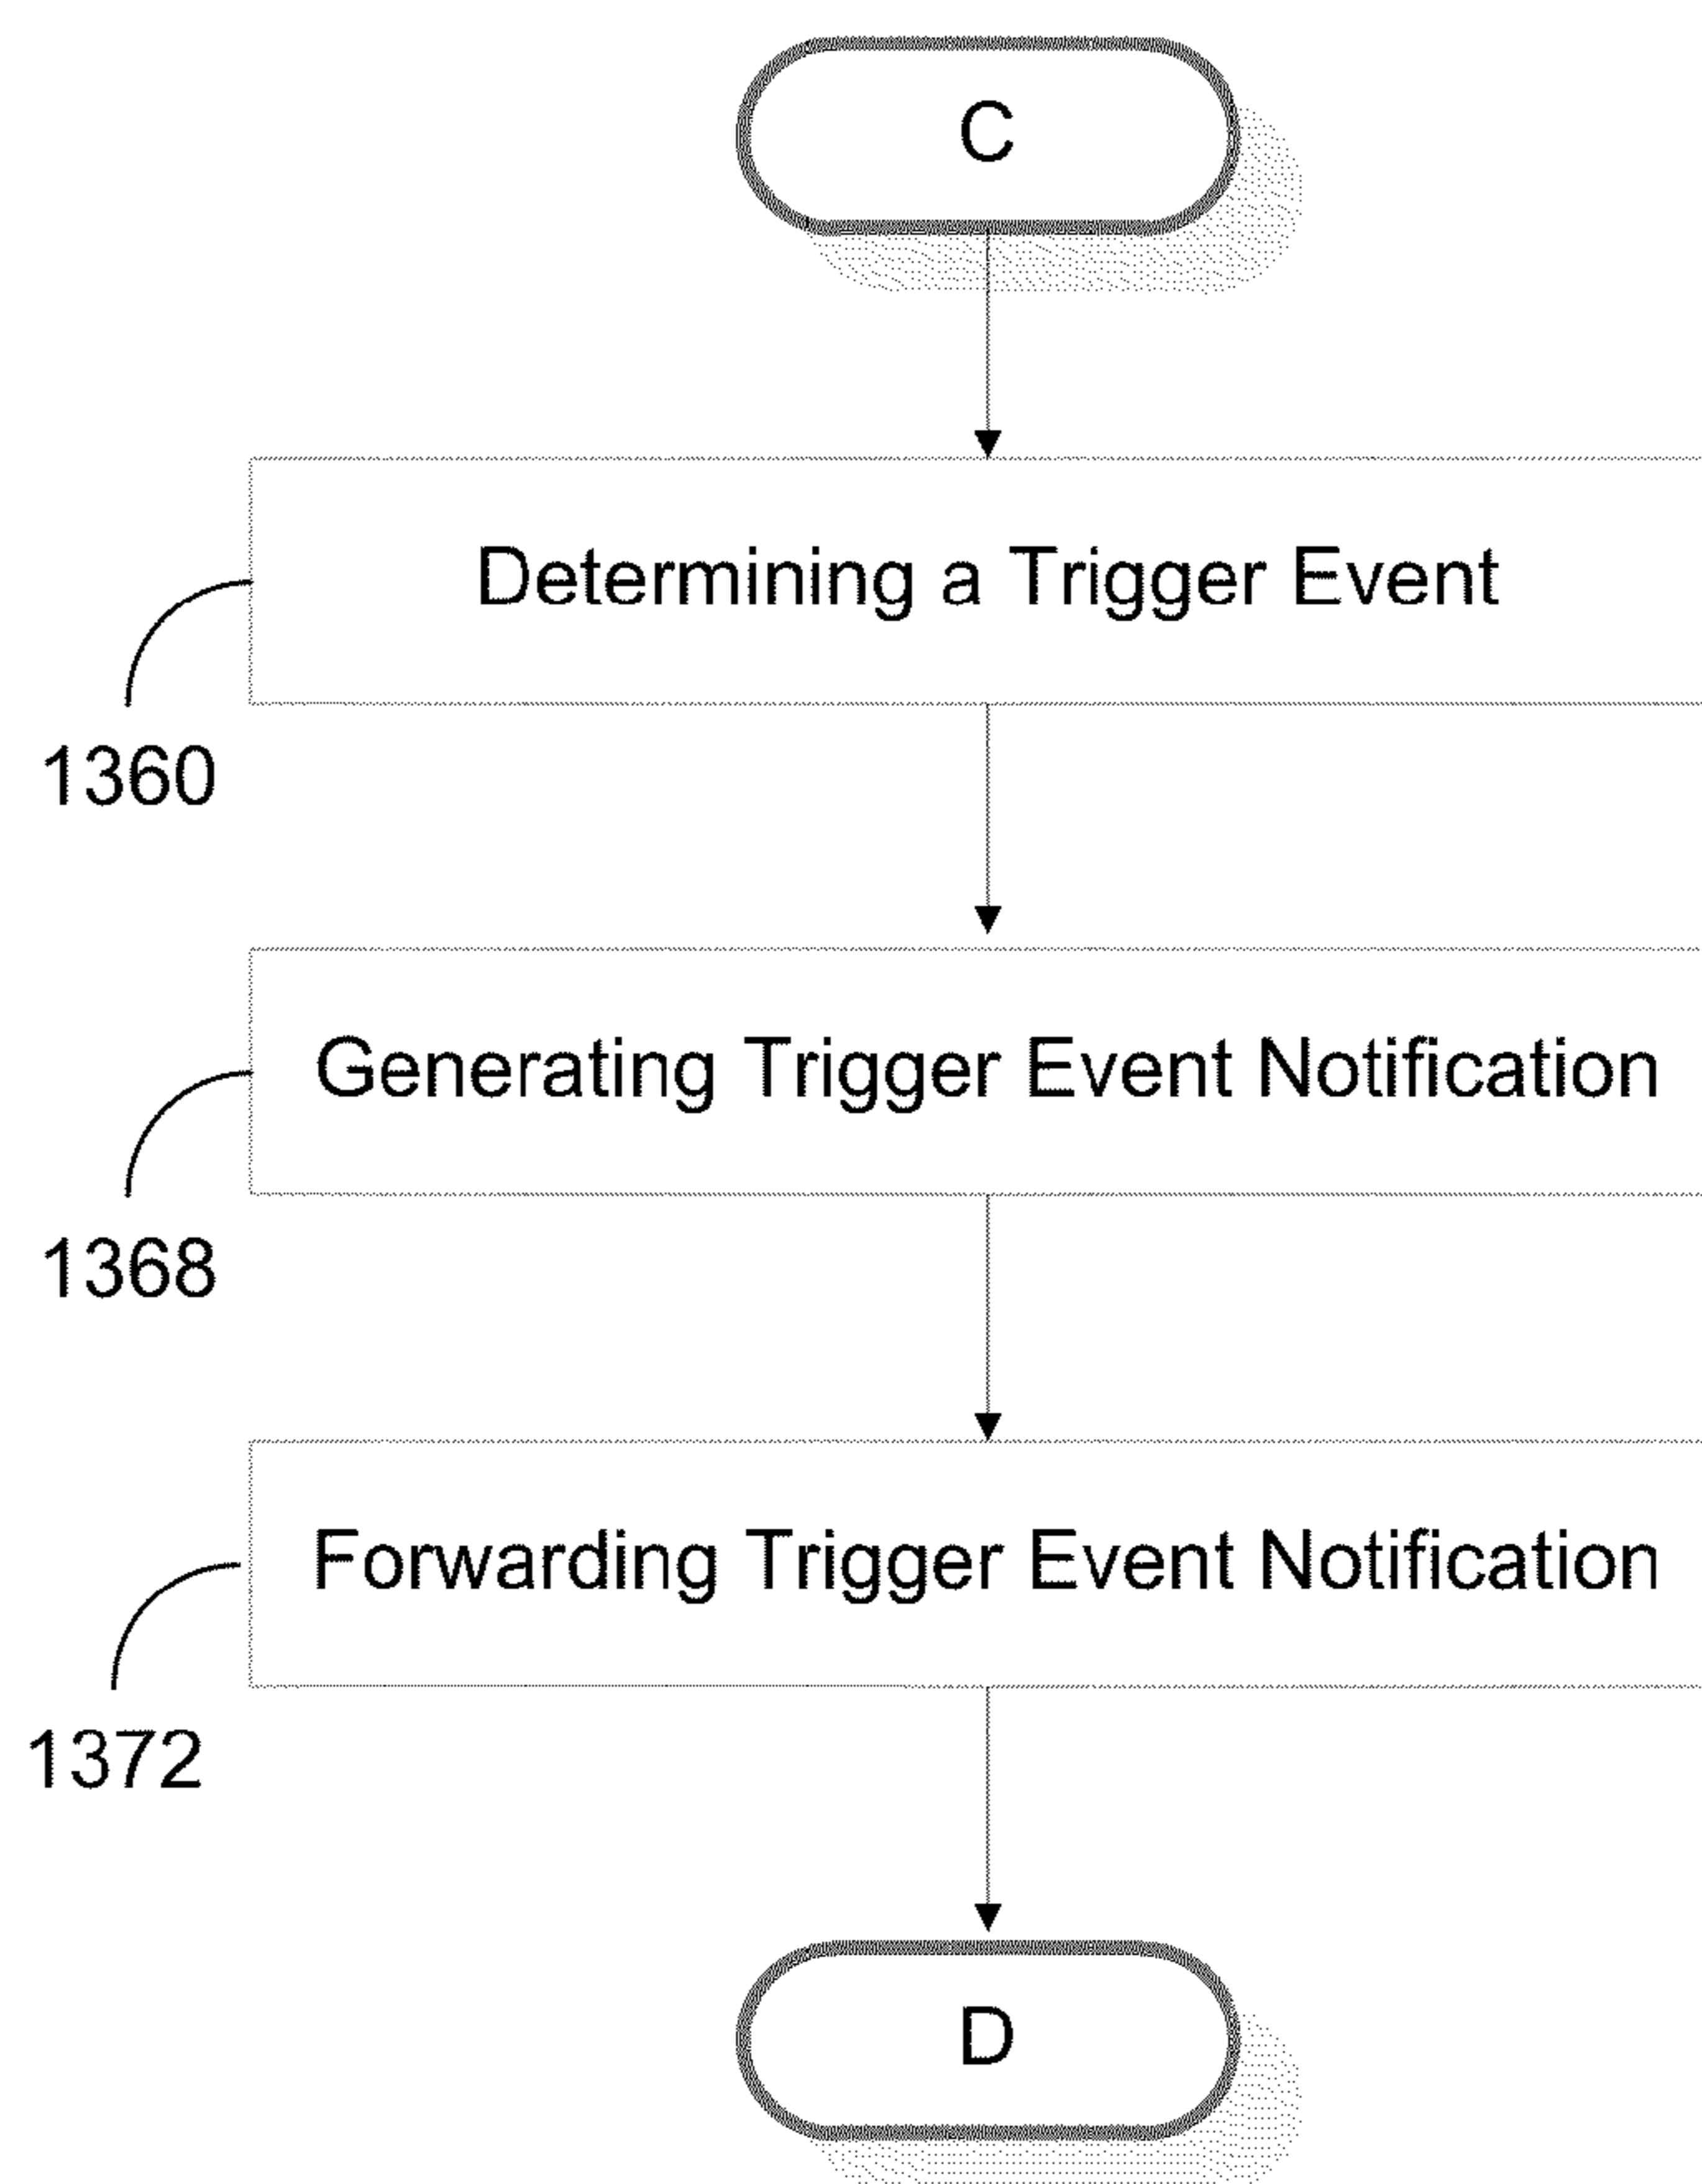 C
Determining a Trigger Event
1360
Generating Trigger Event Notification
1368
Forwarding Trigger Event Notification
1372
D